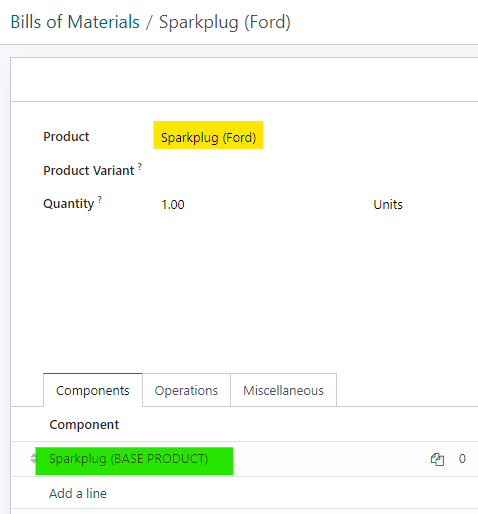 Bills of Materials / Sparkplug (Ford)
Product Sparkplug (Ford)
Product Variant ?
Quantity ? 1.00 Units
Components Operations Miscellaneous
Component
Sparkplug (BASE PRODUCT) 0
Add a line